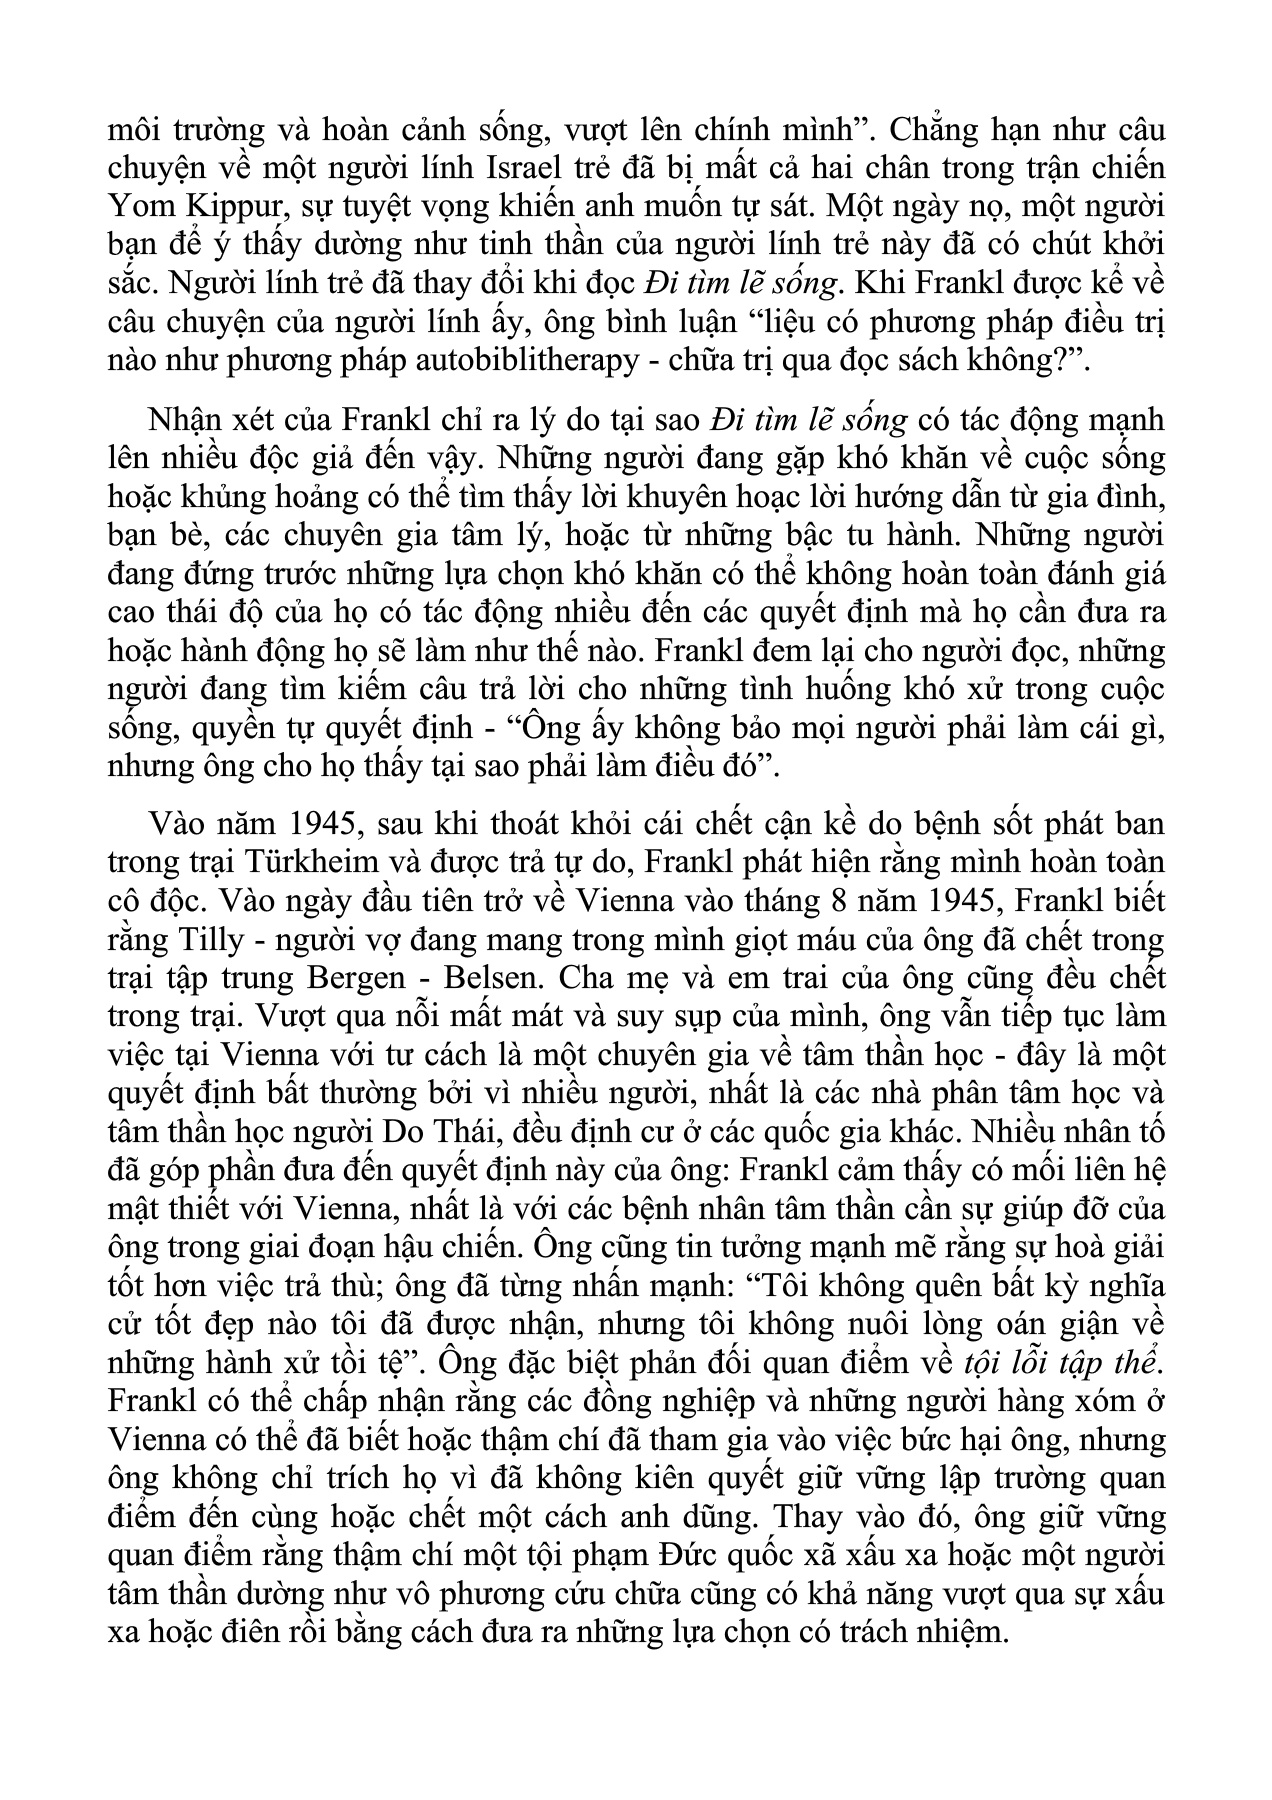 môi trường và hoàn cảnh sống, vượt lên chính mình”. Chẳng hạn như câu
chuyện về một người lính Israel trẻ đã bị mất cả hai chân trong trận chiến
Yom Kippur, sự tuyệt vọng khiến anh muốn tự sát. Một ngày nọ, một người
bạn để ý thấy dường như tinh thần của người lính trẻ này đã có chút khởi
sắc. Người lính trẻ đã thay đổi khi đọc Đi tìm lẽ sống. Khi Frankl được kể về
câu chuyện của người lính ấy, ông bình luận “liệu có phương pháp điều trị
nào như phương pháp autobiblitherapy - chữa trị qua đọc sách không?”.
Nhận xét của Frankl chỉ ra lý do tại sao Đi tìm lẽ sống có tác động mạnh
lên nhiều độc giả đến vậy. Những người đang gặp khó khăn về cuộc sống
hoặc khủng hoảng có thể tìm thấy lời khuyên hoạc lời hướng dẫn từ gia đình,
bạn bè, các chuyên gia tâm lý, hoặc từ những bậc tu hành. Những người
đang đứng trước những lựa chọn khó khăn có thể không hoàn toàn đánh giá
cao thái độ của họ có tác động nhiều đến các quyết định mà họ cần đưa ra
hoặc hành động họ sẽ làm như thế nào. Frankl đem lại cho người đọc, những
người đang tìm kiếm câu trả lời cho những tình huống khó xử trong cuộc
sống, quyền tự quyết định - “Ông ấy không bảo mọi người phải làm cái gì,
nhưng ông cho họ thấy tại sao phải làm điều đó”.
Vào năm 1945, sau khi thoát khỏi cái chết cận kề do bệnh sốt phát ban
trong trại Türkheim và được trả tự do, Frankl phát hiện rằng mình hoàn toàn
cô độc. Vào ngày đầu tiên trở về Vienna vào tháng 8 năm 1945, Frankl biết
rằng Tilly - người vợ đang mang trong mình giọt máu của ông đã chết trong
trại tập trung Bergen - Belsen. Cha mẹ và em trai của ông cũng đều chết
trong trại. Vượt qua nỗi mất mát và suy sụp của mình, ông vẫn tiếp tục làm
việc tại Vienna với tư cách là một chuyên gia về tâm thần học - đây là một
quyết định bất thường bởi vì nhiều người, nhất là các nhà phân tâm học và
tâm thần học người Do Thái, đều định cư ở các quốc gia khác. Nhiều nhân tố
đã góp phần đưa đến quyết định này của ông: Frankl cảm thấy có mối liên hệ
mật thiết với Vienna, nhất là với các bệnh nhân tâm thần cần sự giúp đỡ của
ông trong giai đoạn hậu chiến. Ông cũng tin tưởng mạnh mẽ rằng sự hoà giải
tốt hơn việc trả thù; ông đã từng nhấn mạnh: “Tôi không quên bất kỳ nghĩa
cử tốt đẹp nào tôi đã được nhận, nhưng tôi không nuôi lòng oán giận về
những hành xử tồi tệ”. Ông đặc biệt phản đối quan điểm về tội lỗi tập thể.
Frankl có thể chấp nhận rằng các đồng nghiệp và những người hàng xóm ở
Vienna có thể đã biết hoặc thậm chí đã tham gia vào việc bức hại ông, nhưng
ông không chỉ trích họ vì đã không kiên quyết giữ vững lập trường quan
điểm đến cùng hoặc chết một cách anh dũng. Thay vào đó, ông giữ vững
quan điểm rằng thậm chí một tội phạm Đức quốc xã xấu xa hoặc một người
tâm thần dường như vô phương cứu chữa cũng có khả năng vượt qua sự xấu
xa hoặc điên rồi bằng cách đưa ra những lựa chọn có trách nhiệm.